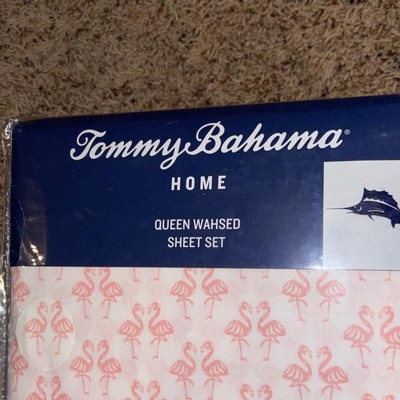 Tommy Bahama®
HOME
QUEEN WAHSED
SHEET SET